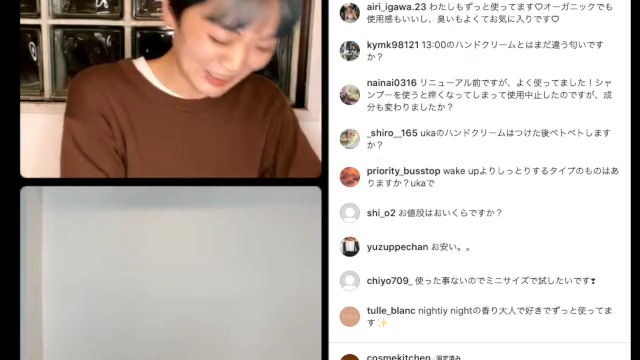 airi_igawa.23 わたしもずっと使ってます♡オーガニックでも
使用感もいいし、臭いもよくてお気に入りです♡
kymk98121 13:00のハンドクリームとはまだ違う匂いです
か？
nainai0316 リニューアル前ですが、よく使ってました！シャ
ンプーを使うと痒くなってしまって使用中止したのですが、成
分も変わりましたか？
_shiro__165 ukaのハンドクリームはつけた後ベトベトします
か？
priority_busstop wake upよりしっとりするタイプのものはあ
りますか？ukaで
shi_o2 お値段はおいくらですか？
yuzuppechan お安い。。
chiyo709_ 使った事ないのでミニサイズで試したいです❣
tulle_blanc nightiy nightの香り大人で好きでずっと使ってま
す✨
cosmekitchen · 固定済み